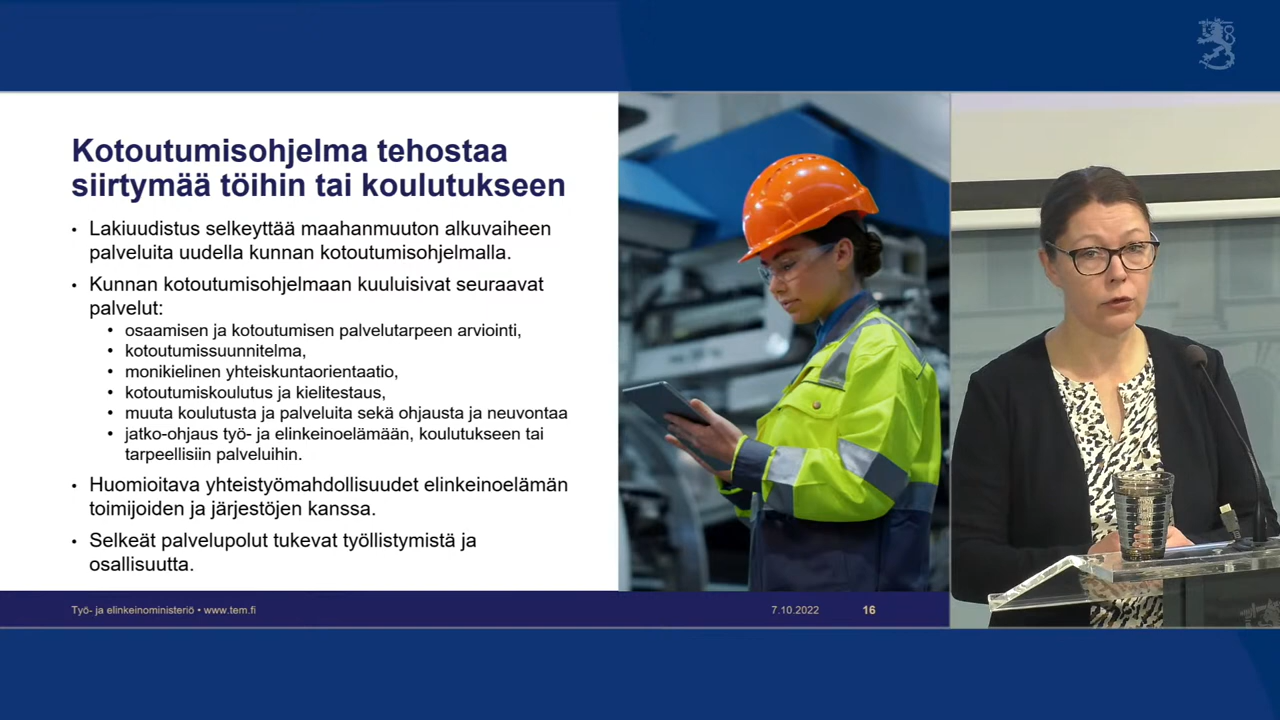 Kotoutumisohjelma tehostaa
siirtymää töihin tai koulutukseen
• Lakiuudistus selkeyttää maahanmuuton alkuvaiheen
palveluita uudella kunnan kotoutumisohjelmalla.
• Kunnan kotoutumisohjelmaan kuuluisivat seuraavat
palvelut:
• osaamisen ja kotoutumisen palvelutarpeen arviointi,
• kotoutumissuunnitelma,
• monikielinen yhteiskuntaorientaatio,
• kotoutumiskoulutus ja kielitestaus,
• muuta koulutusta ja palveluita sekä ohjausta ja neuvontaa
• jatko-ohjaus työ- ja elinkeinoelämään, koulutukseen tai
tarpeellisiin palveluihin.
• Huomioitava yhteistyömahdollisuudet elinkeinoelämän
toimijoiden ja järjestöjen kanssa.
• Selkeät palvelupolut tukevat työllistymistä ja
osallisuutta.
Työ- ja elinkeinoministeriö • www.tem.fi
7.10.2022
16